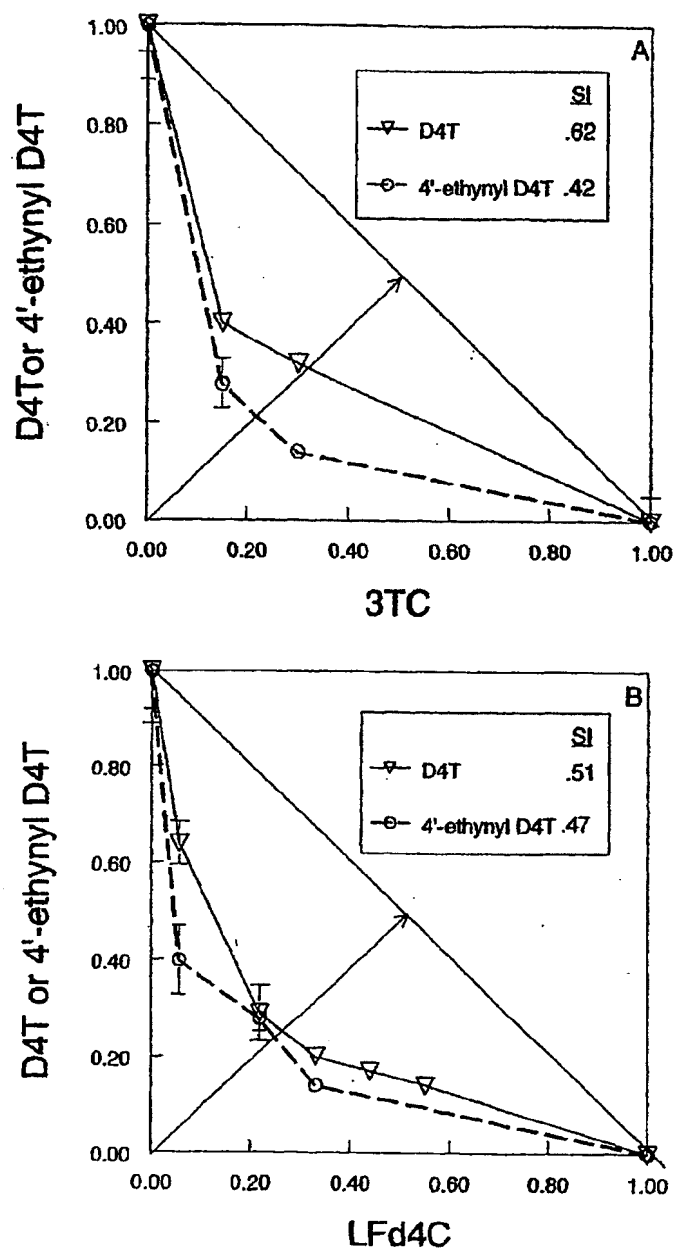 A
1.00
0.80
0.60
0.40
0.20
0.00
D4Tor 4'-ethynyl D4T
SI
D4T .62
4'-ethynyl D4T .42
0.00 0.20 0.40 0.60 0.80 1.00
3TC
B
1.00
0.80
0.60
0.40
0.20
0.00
D4T or 4'-ethynyl D4T
SI
D4T .51
4'-ethynyl D4T .47
0.00 0.20 0.40 0.60 0.80 1.00
LFd4C